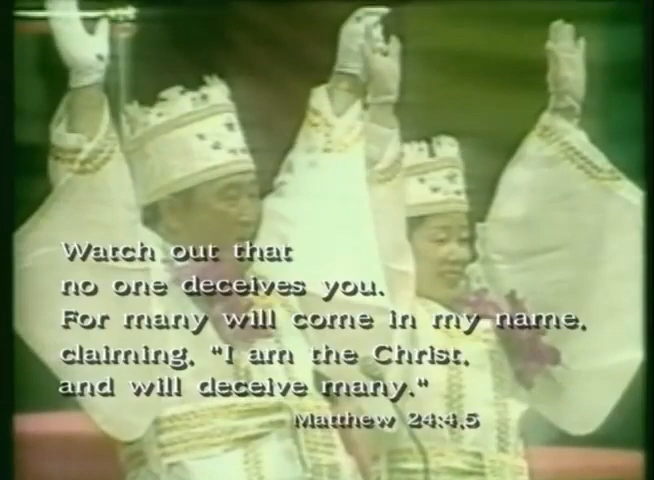 Watch out that
no one deceives you.
For many will come in my name,
claiming, "I am the Christ,
and will deceive many."
Matthew 24:4,5